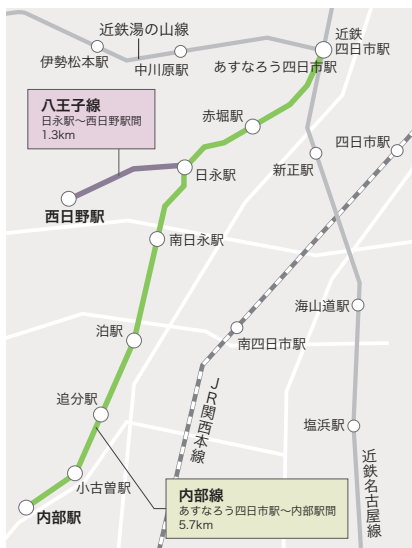 近鉄湯の山線
近鉄
四日市駅
伊勢松本駅
中川原駅
あすなろう四日市駅
八王子線
日永駅〜西日野駅間
1.3km
赤堀駅
四日市駅
日永駅
新正駅
西日野駅
南日永駅
海山道駅
泊駅
南四日市駅
JR関西本線
追分駅
塩浜駅
近鉄名古屋線
小古曽駅
内部駅
内部線
あすなろう四日市駅〜内部駅間
5.7km